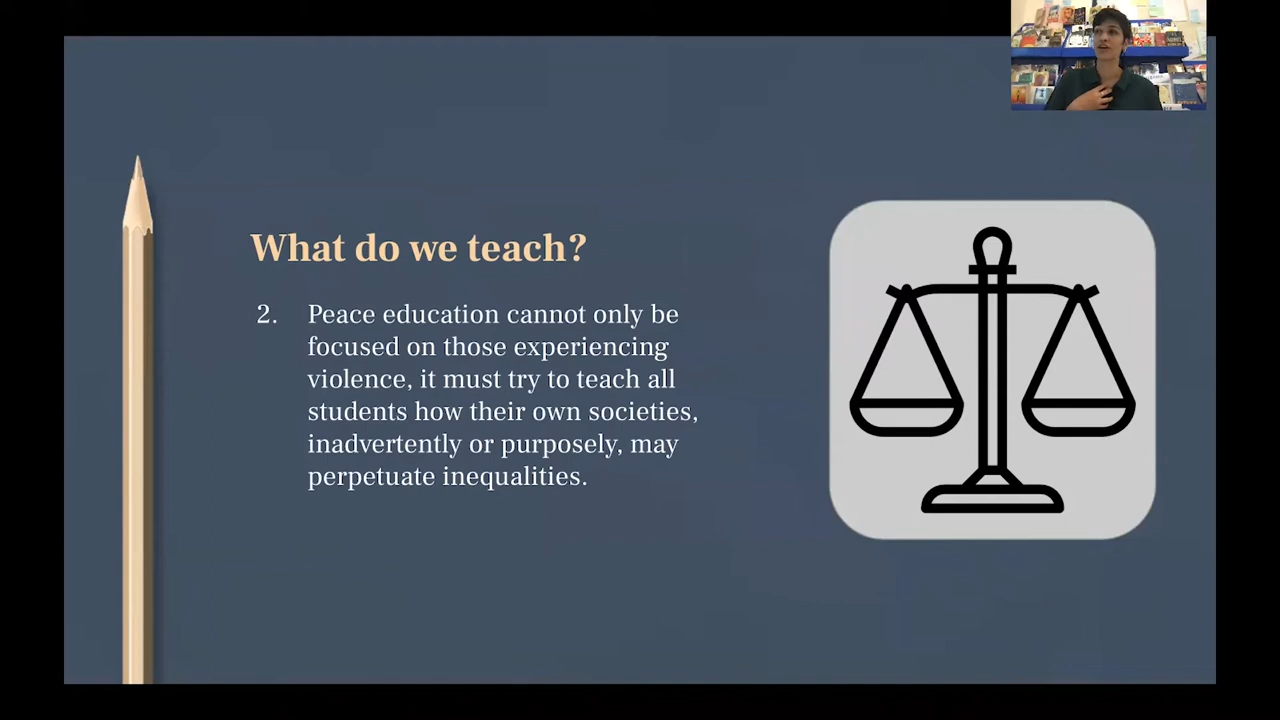 What do we teach?
2. Peace education cannot only be
focused on those experiencing
violence, it must try to teach all
students how their own societies,
inadvertently or purposely, may
perpetuate inequalities.